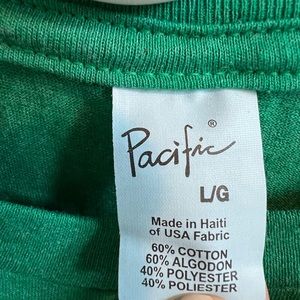 Pacific ®
L/G
Made in Haiti
of USA Fabric
60% COTTON
60% ALGODON
40% POLYESTER
40% POLIESTER